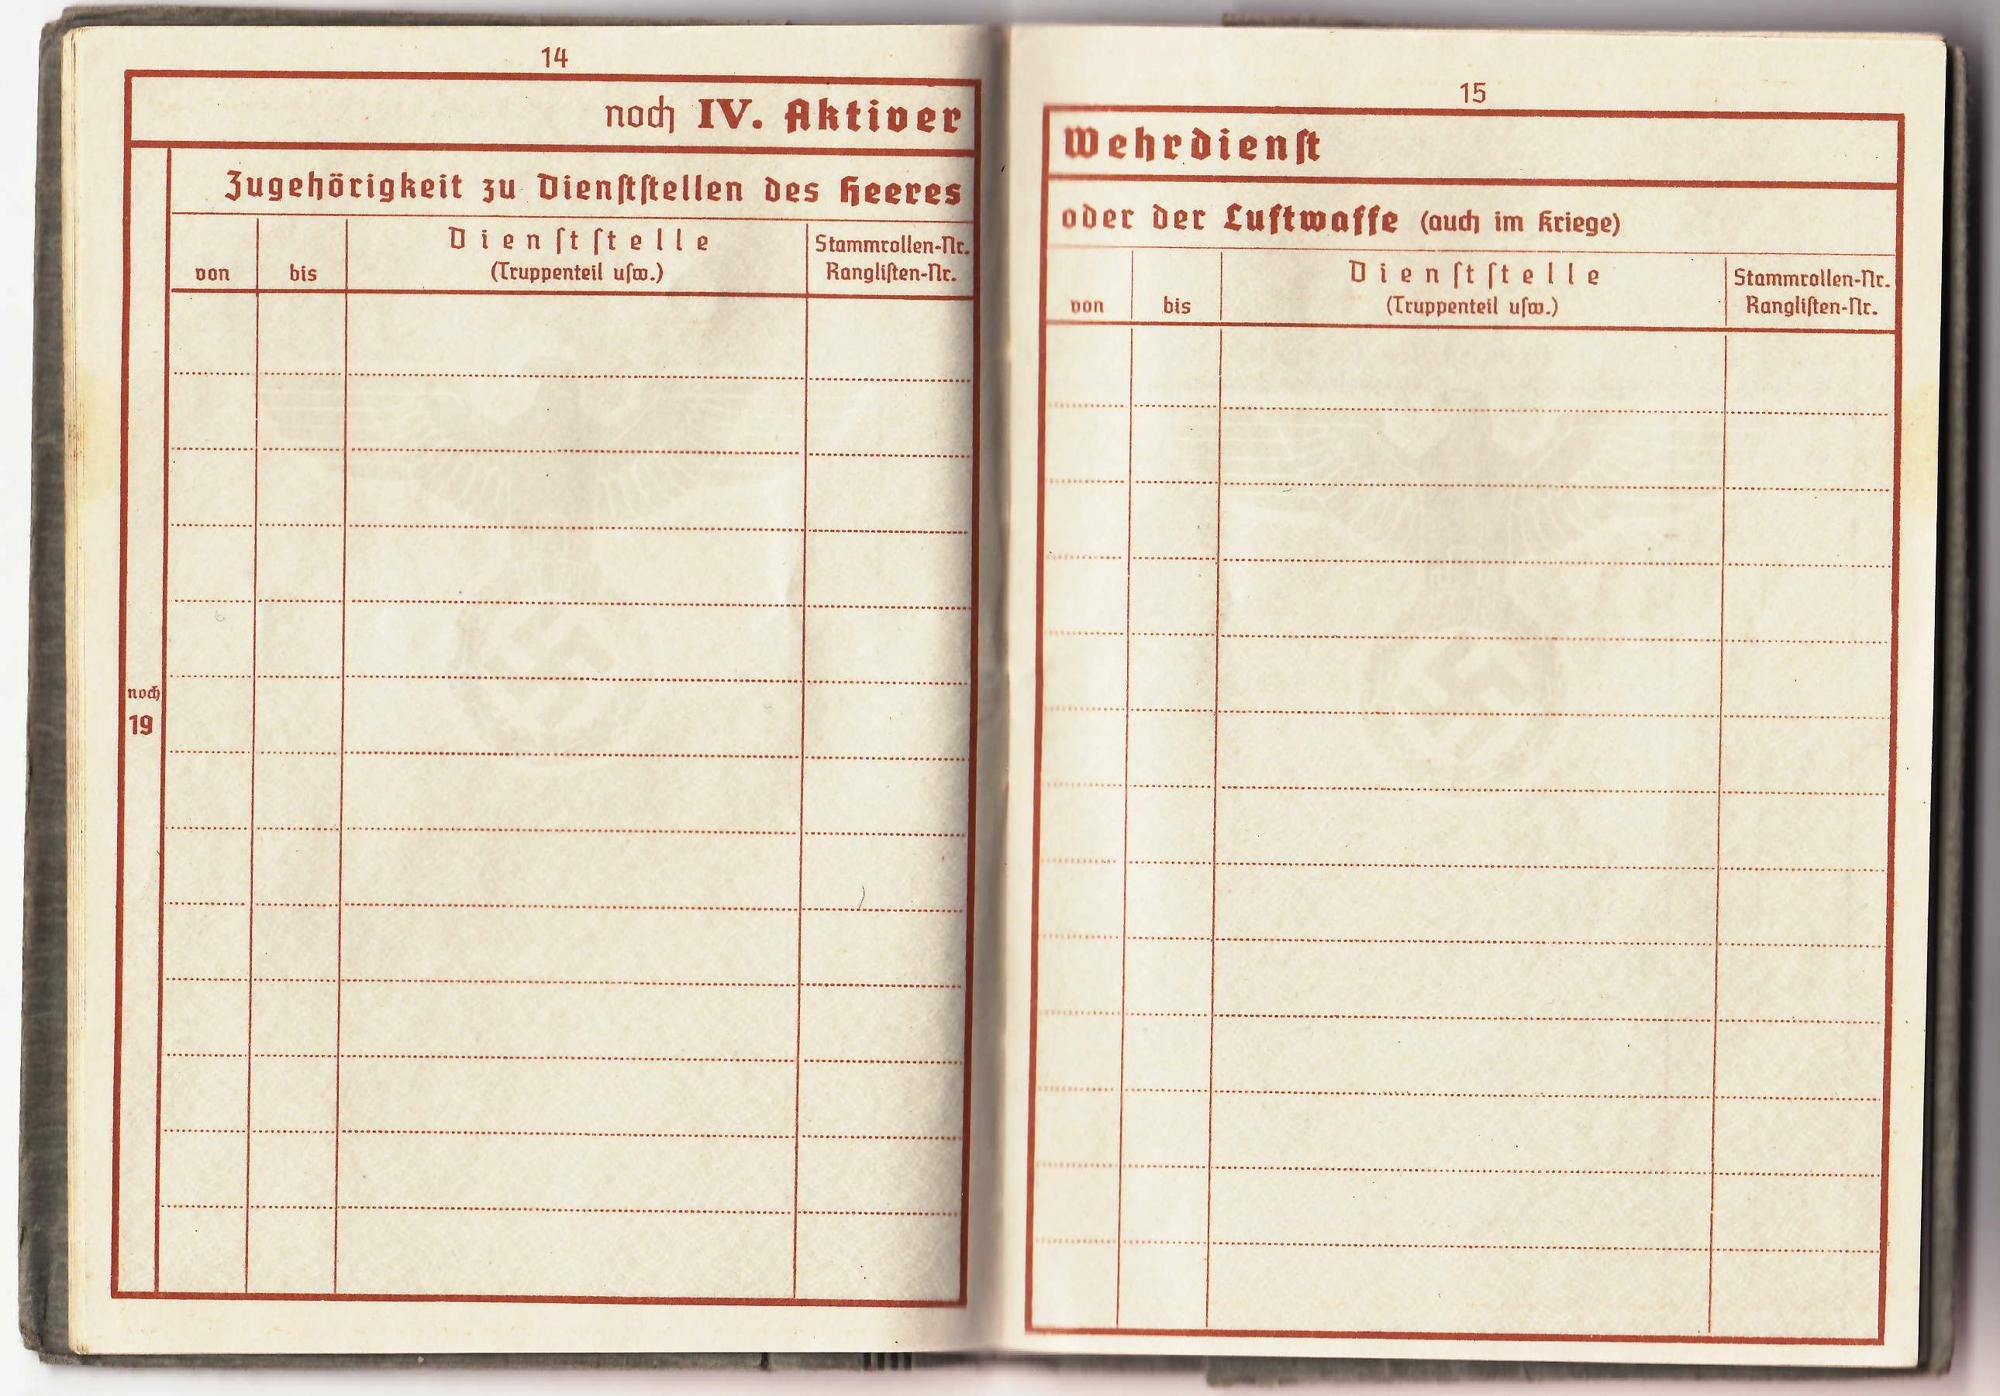 14
noch IV. Aktiver
Zugehörigkeit zu Dienſtſtellen des Heeres
von
bis
Dienſtſtelle
(Truppenteil uſw.)
Stammrollen-Nr.
Rangliſten-Nr.
noch
19
15
Wehrdienſt
oder der Luftwaffe (auch im Kriege)
von
bis
Dienſtſtelle
(Truppenteil uſw.)
Stammrollen-Nr.
Rangliſten-Nr.